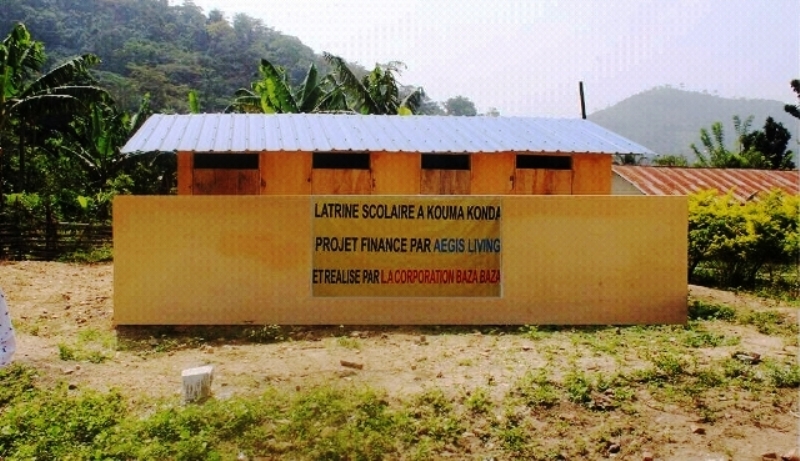 LATRINE SCOLAIRE A KOUMA KONDA
PROJET FINANCE PAR AEGIS LIVING
ET REALISE PAR LA CORPORATION BAZA BAZA